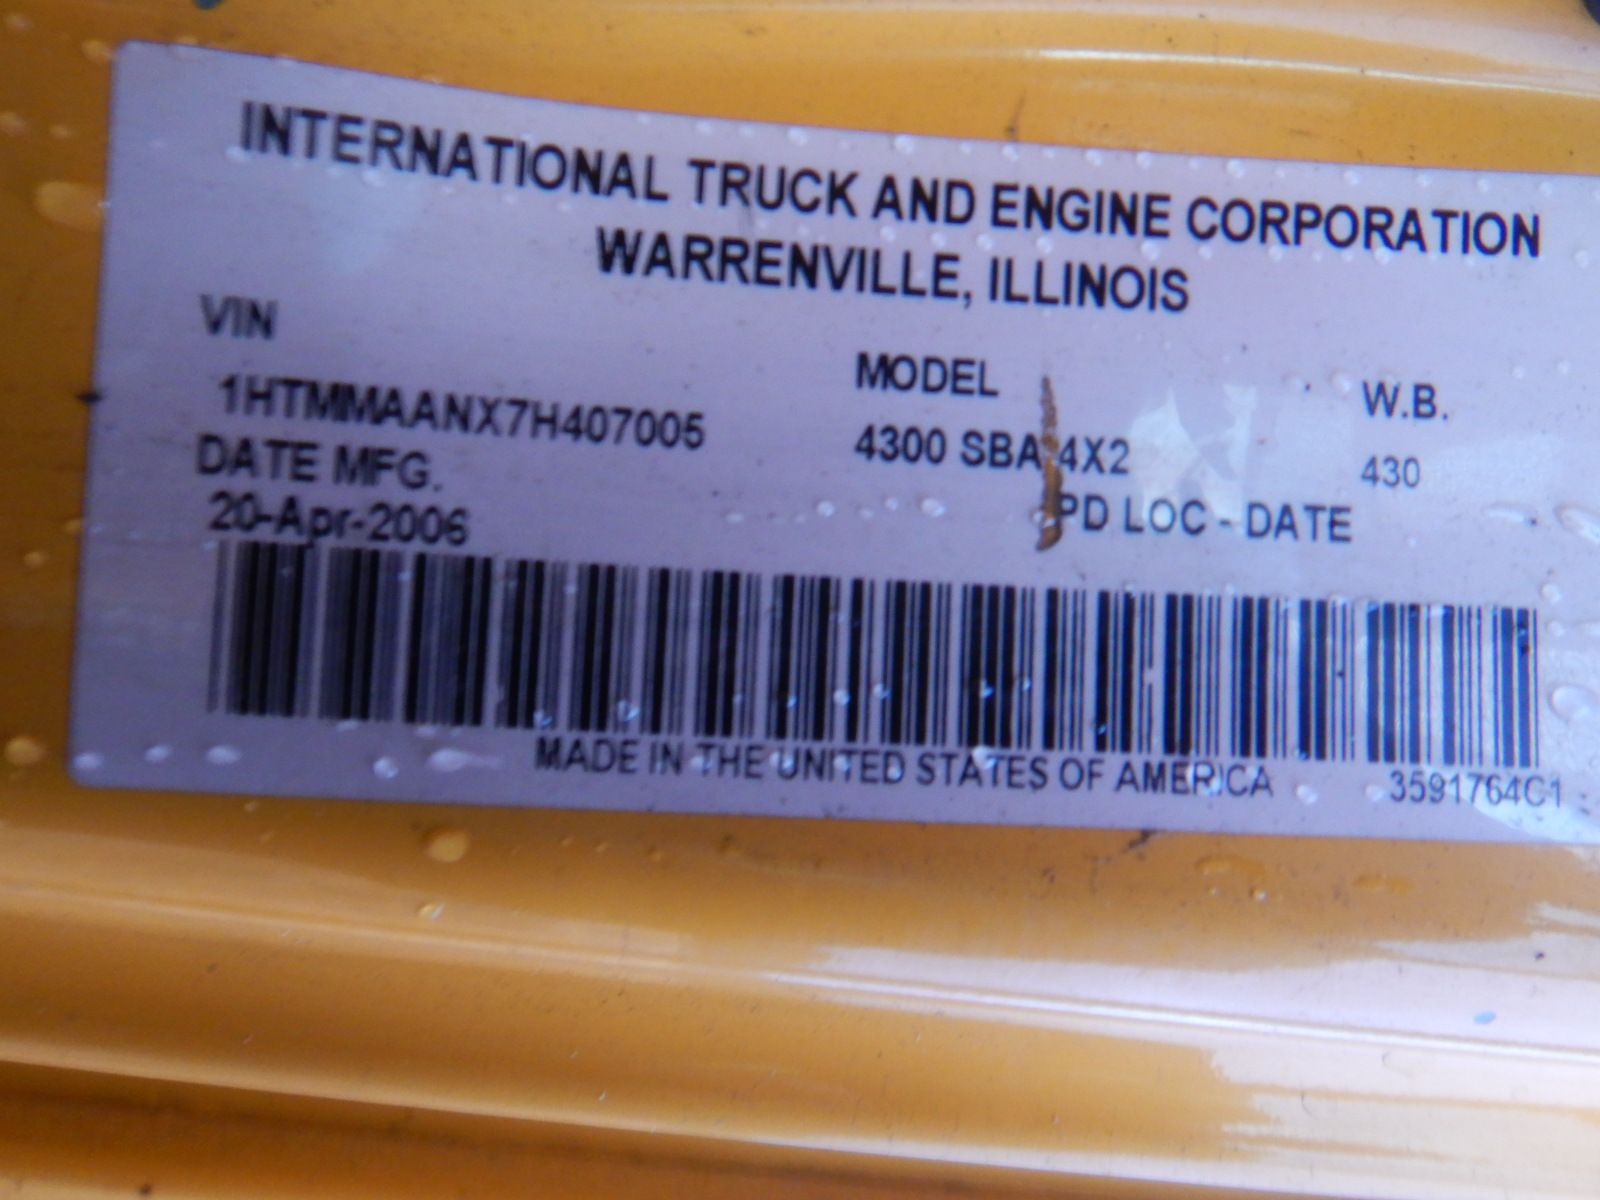 INTERNATIONAL TRUCK AND ENGINE CORPORATION
WARRENVILLE, ILLINOIS
VIN MODEL W.B.
1HTMMAANX7H407005 4300 SBA 4X2 430
DATE MFG. PD LOC - DATE
20-Apr-2006
MADE IN THE UNITED STATES OF AMERICA 3591764C1